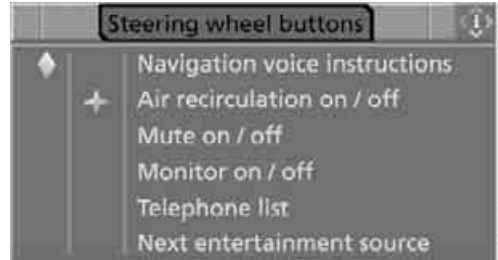 Steering wheel buttons
Navigation voice instructions
Air recirculation on / off
Mute on / off
Monitor on / off
Telephone list
Next entertainment source